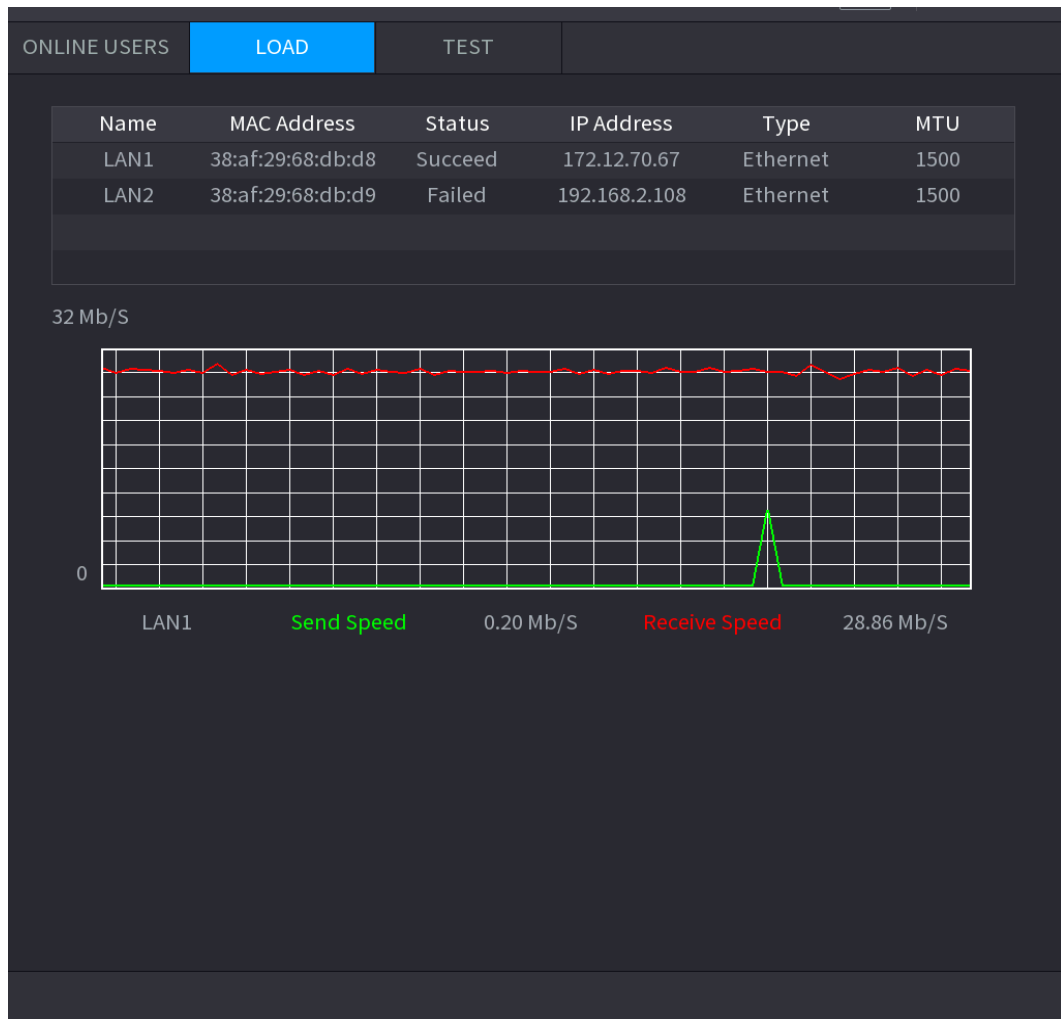 ONLINE USERS LOAD TEST
Name MAC Address Status IP Address Type MTU
LAN1 38:af:29:68:db:d8 Succeed 172.12.70.67 Ethernet 1500
LAN2 38:af:29:68:db:d9 Failed 192.168.2.108 Ethernet 1500
32 Mb/S
0
LAN1 Send Speed 0.20 Mb/S Receive Speed 28.86 Mb/S